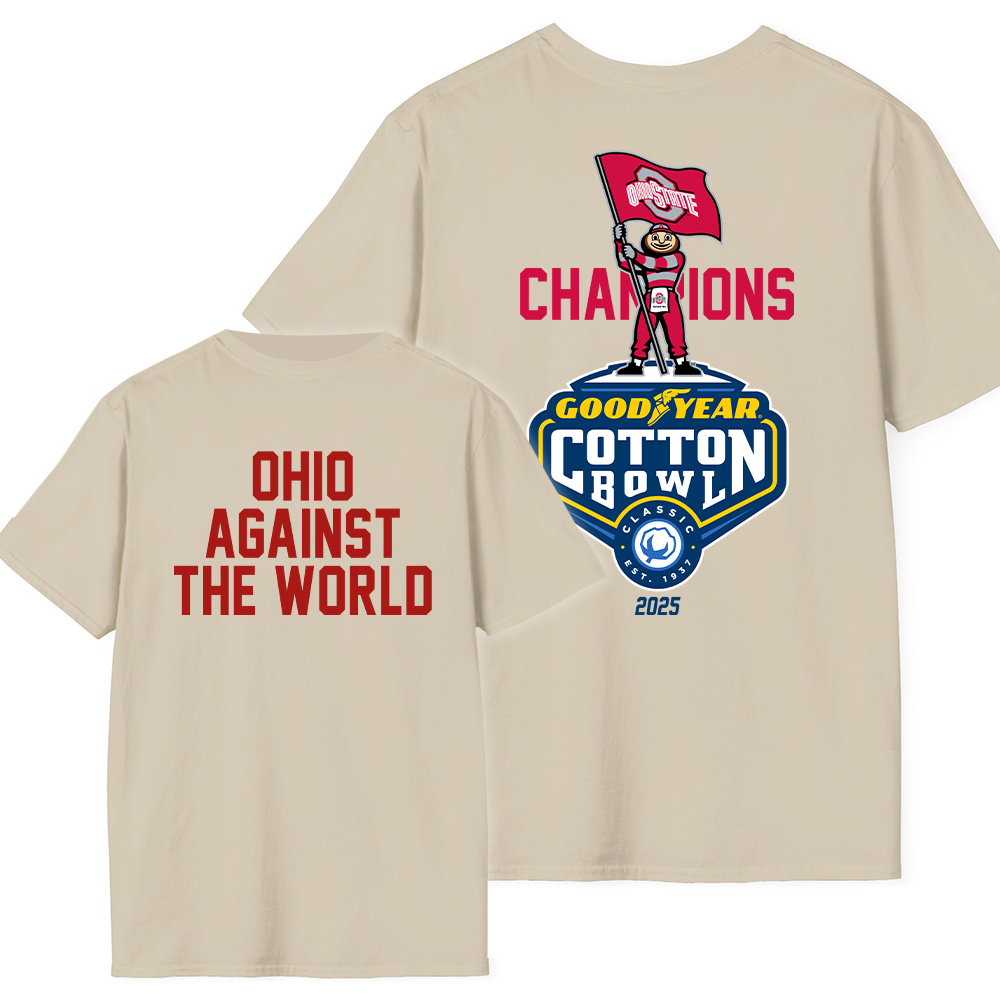 OHIO
AGAINST
THE WORLD
OHIO STATE
CHAMPIONS
GOODYEAR
COTTON
BOWL
CLASSIC
EST. 1937
2025